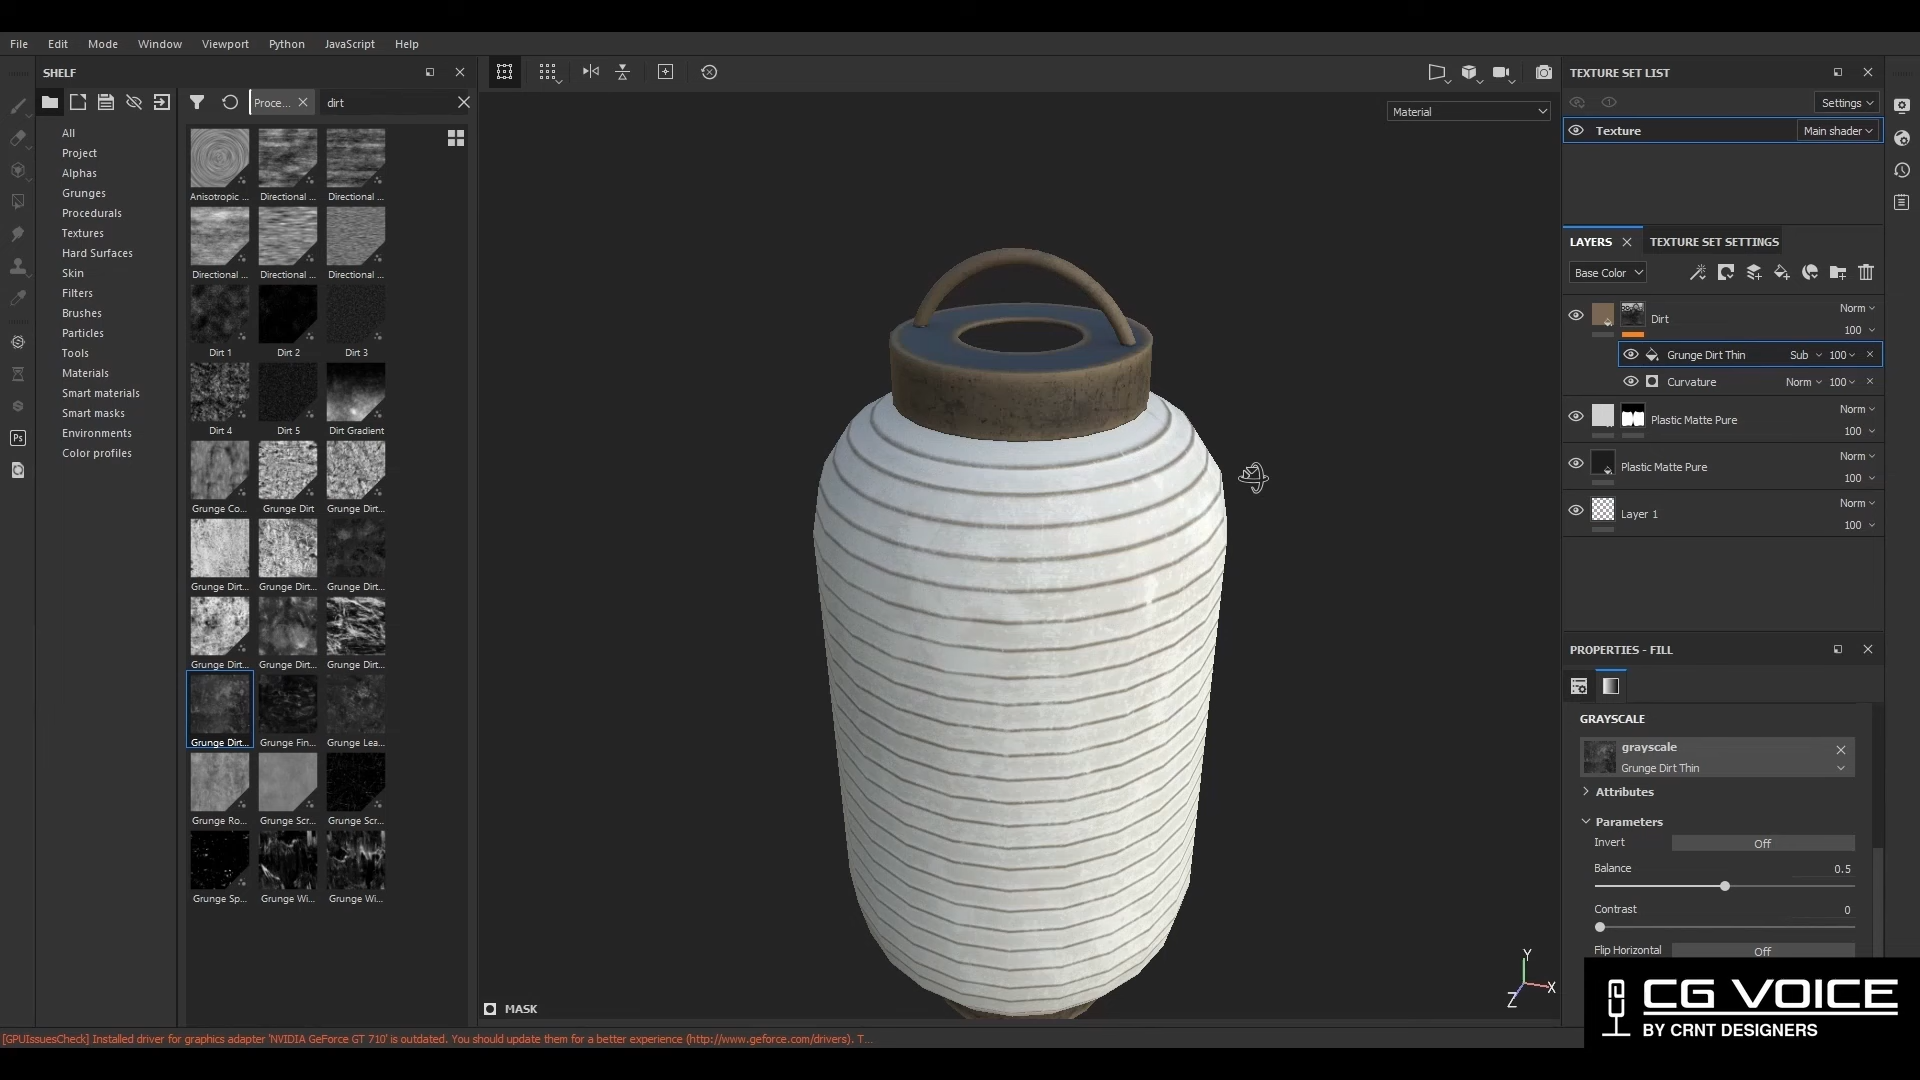 File Edit Mode Window Viewport Python JavaScript Help
SHELF
Proce... dirt
All
Project
Alphas
Grunges
Procedurals
Textures
Hard Surfaces
Skin
Filters
Brushes
Particles
Tools
Materials
Smart materials
Smart masks
Environments
Color profiles
Ps
Anisotropic ... Directional ... Directional ...
Directional ... Directional ... Directional ...
Dirt 1 Dirt 2 Dirt 3
Dirt 4 Dirt 5 Dirt Gradient
Grunge Co... Grunge Dirt Grunge Dirt...
Grunge Dirt... Grunge Dirt... Grunge Dirt...
Grunge Dirt... Grunge Dirt... Grunge Dirt...
Grunge Dirt... Grunge Fin... Grunge Lea...
Grunge Ro... Grunge Scr... Grunge Scr...
Grunge Sp... Grunge Wi... Grunge Wi...
Material
Y
X
Z
MASK
TEXTURE SET LIST
Settings
Texture Main shader
LAYERS TEXTURE SET SETTINGS
Base Color
Dirt Norm
100
Grunge Dirt Thin Sub 100
Curvature Norm 100
Plastic Matte Pure Norm
100
Plastic Matte Pure Norm
100
Layer 1 Norm
100
PROPERTIES - FILL
GRAYSCALE
grayscale
Grunge Dirt Thin
Attributes
Parameters
Invert Off
Balance 0.5
Contrast 0
Flip Horizontal Off
CG VOICE
BY CRNT DESIGNERS
[GPUIssuesCheck] Installed driver for graphics adapter 'NVIDIA GeForce GT 710' is outdated. You should update them for a better experience (http://www.geforce.com/drivers). T...